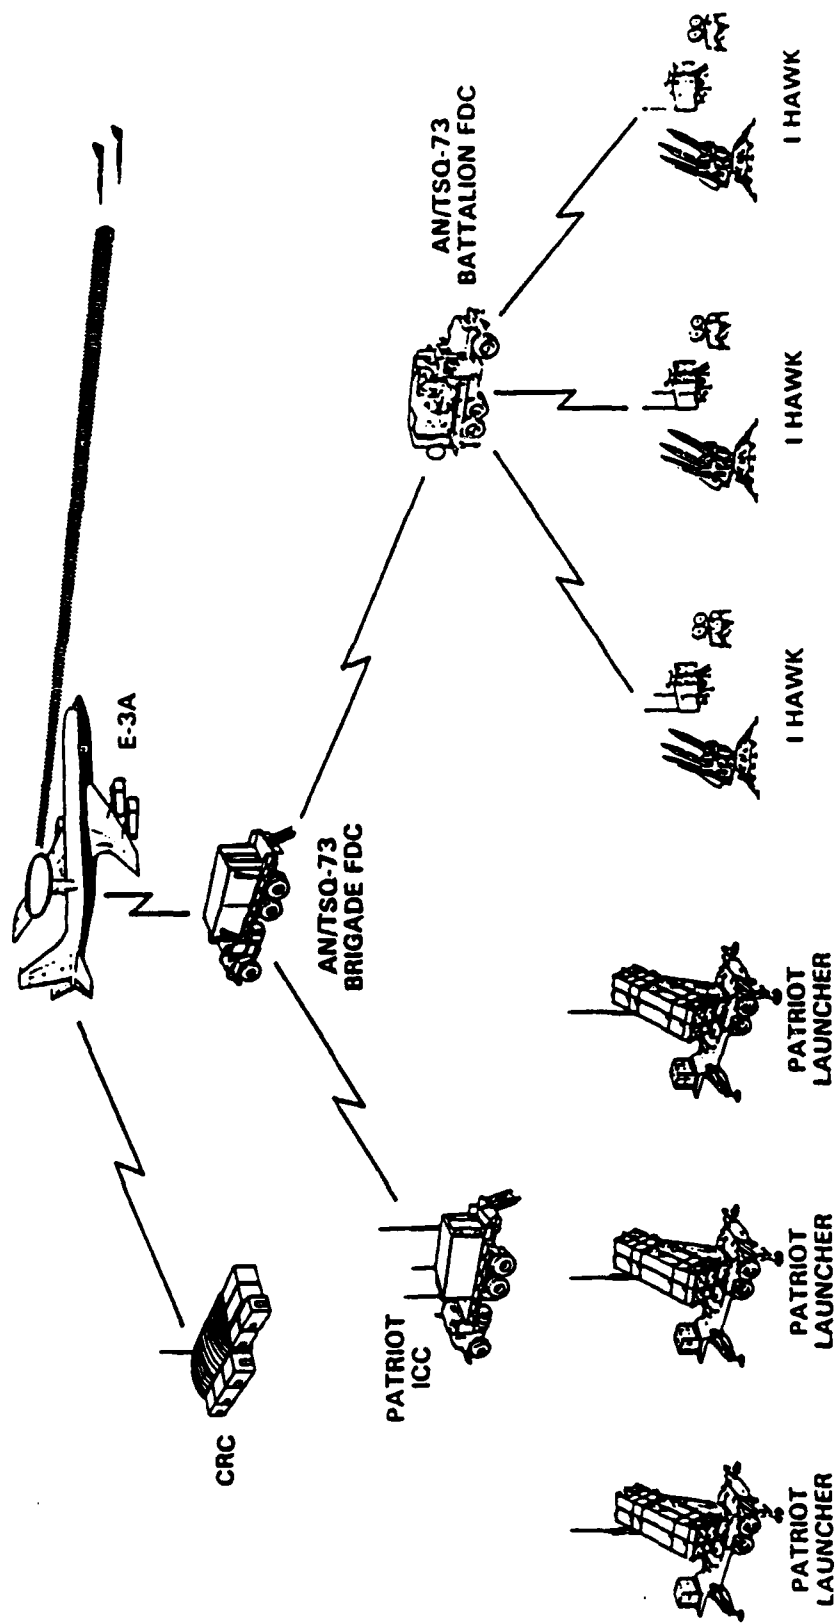 E-3A
CRC
AN/TSQ-73
BRIGADE FDC
AN/TSQ-73
BATTALION FDC
PATRIOT
ICC
PATRIOT
LAUNCHER
PATRIOT
LAUNCHER
PATRIOT
LAUNCHER
I HAWK
I HAWK
I HAWK